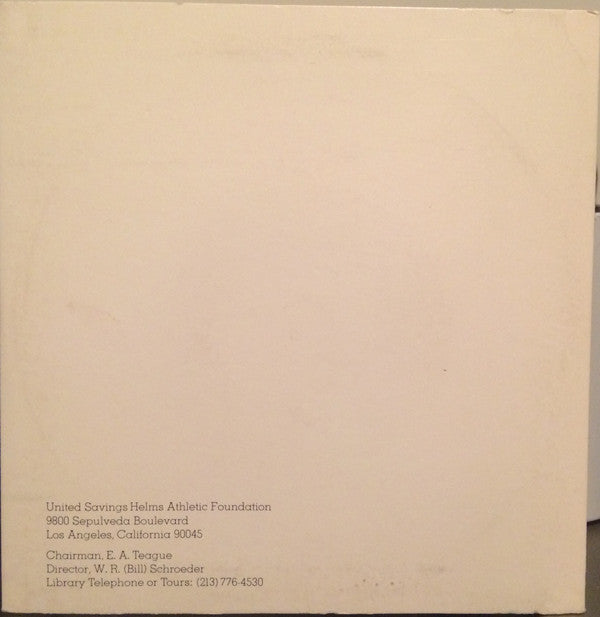 United Savings Helms Athletic Foundation
9800 Sepulveda Boulevard
Los Angeles, California 90045
Chairman, E. A. Teague
Director, W. R. (Bill) Schroeder
Library Telephone or Tours: (213) 776-4530